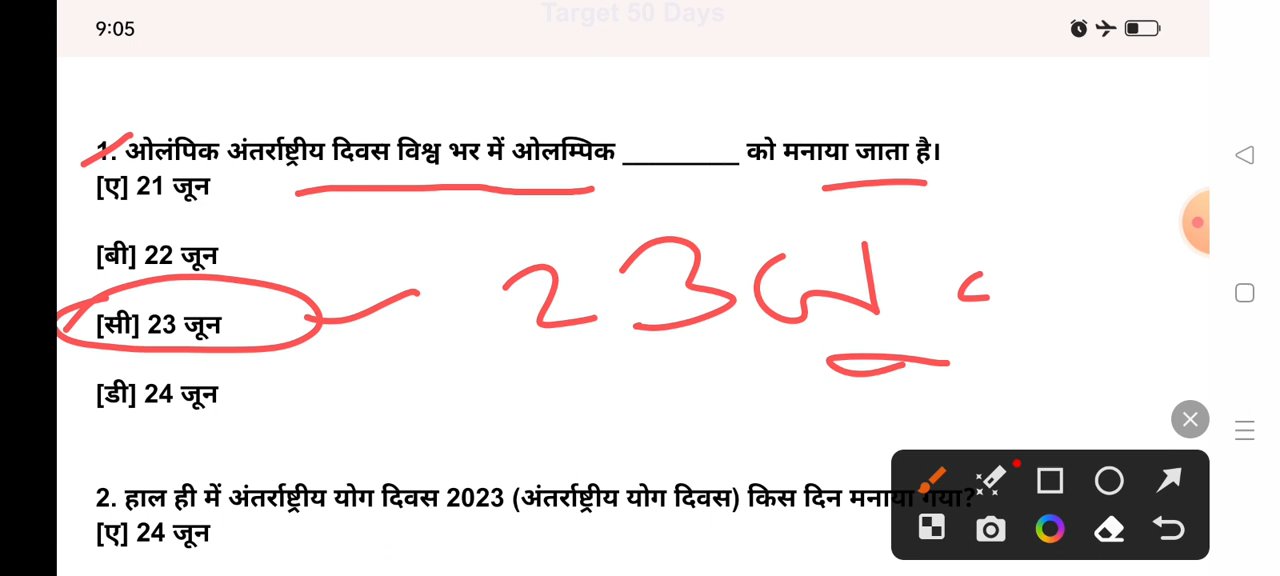 Target 50 Days
9:05
1. ओलंपिक अंतर्राष्ट्रीय दिवस विश्व भर में ओलम्पिक ________ को मनाया जाता है।
[ए] 21 जून
[बी] 22 जून
[सी] 23 जून
23
[डी] 24 जून
2. हाल ही में अंतर्राष्ट्रीय योग दिवस 2023 (अंतर्राष्ट्रीय योग दिवस) किस दिन मनाया गया?
[ए] 24 जून